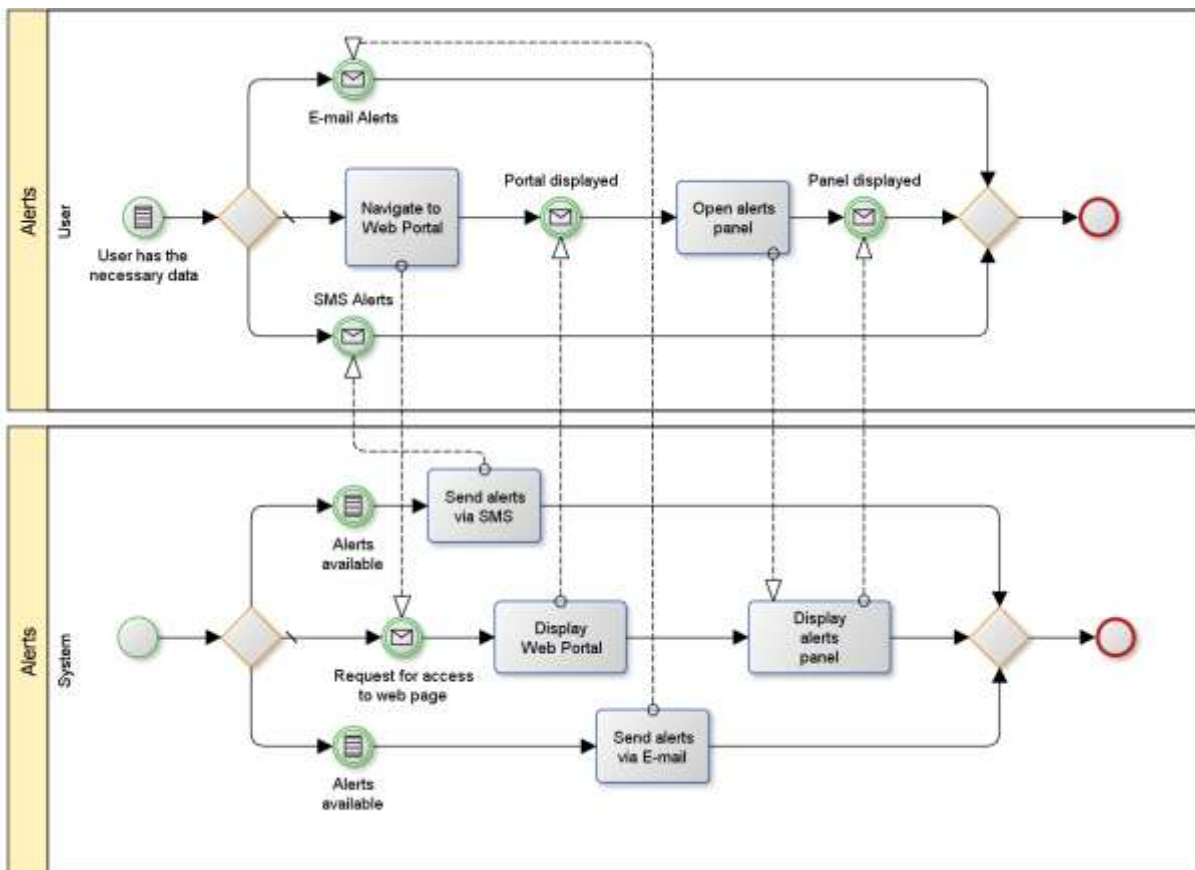 Alerts
User
E-mail Alerts
Portal displayed
Panel displayed
Navigate to
Web Portal
Open alerts
panel
User has the
necessary data
SMS Alerts
Alerts
System
Send alerts
via SMS
Alerts
available
Display
Web Portal
Display
alerts
panel
Request for access
to web page
Send alerts
via E-mail
Alerts
available